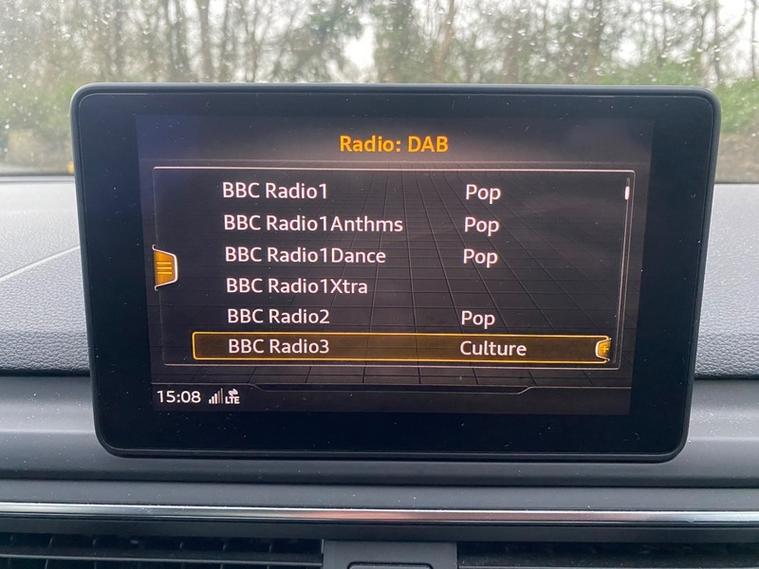 Radio: DAB
BBC Radio1 Pop
BBC Radio1Anthms Pop
BBC Radio1Dance Pop
BBC Radio1Xtra
BBC Radio2 Pop
BBC Radio3 Culture
15:08 LTE